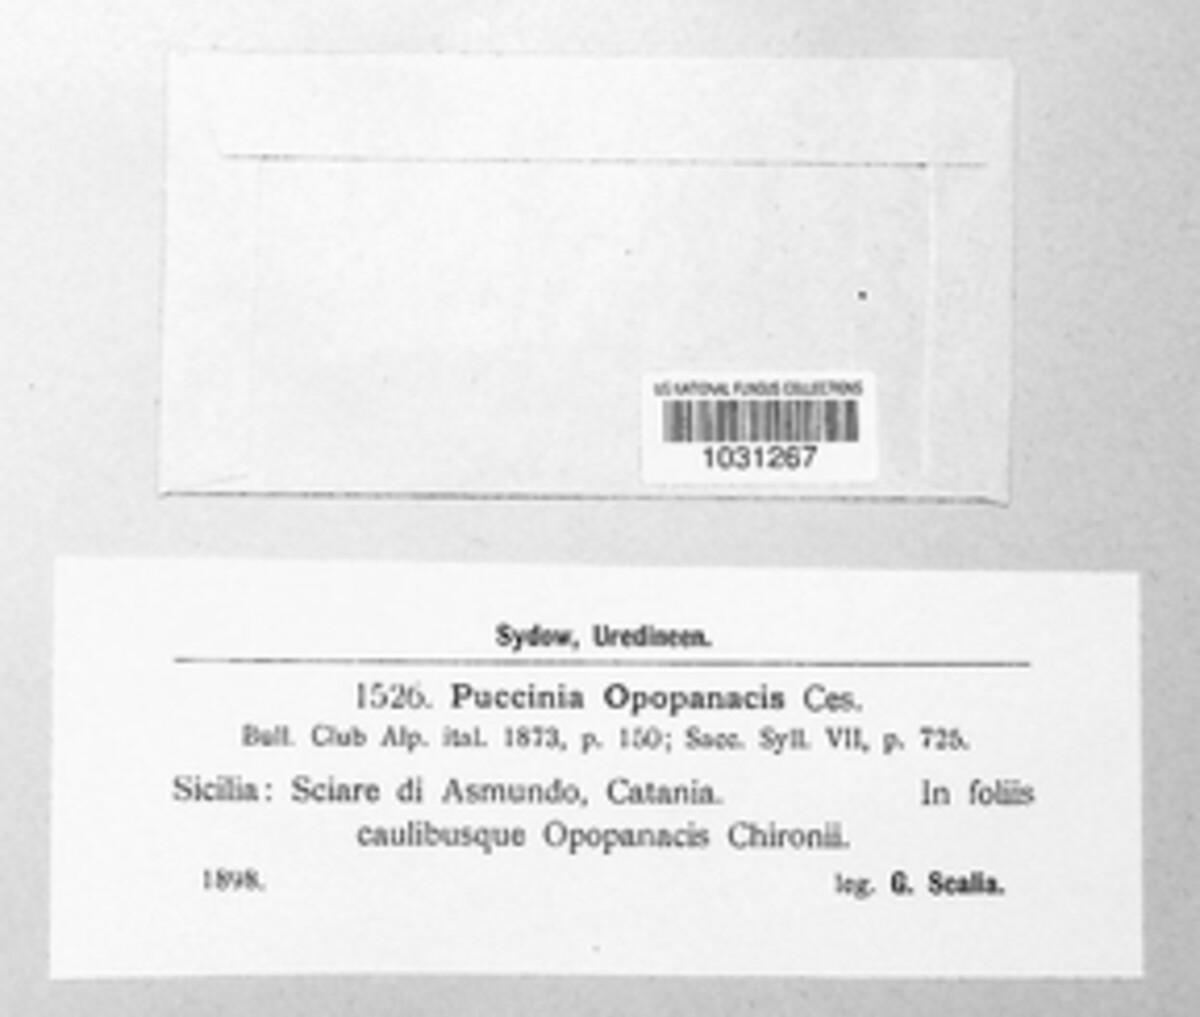 US NATIONAL FUNGUS COLLECTIONS
1031267
Sydow, Uredineen.
1526. Puccinia Opopanacis Ces.
Bull. Club Alp. ital. 1873, p. 150; Sacc. Syll. VII, p. 725.
Sicilia: Sciare di Asmundo, Catania. In foliis
caulibusque Opopanacis Chironii.
1898. leg. G. Scalia.